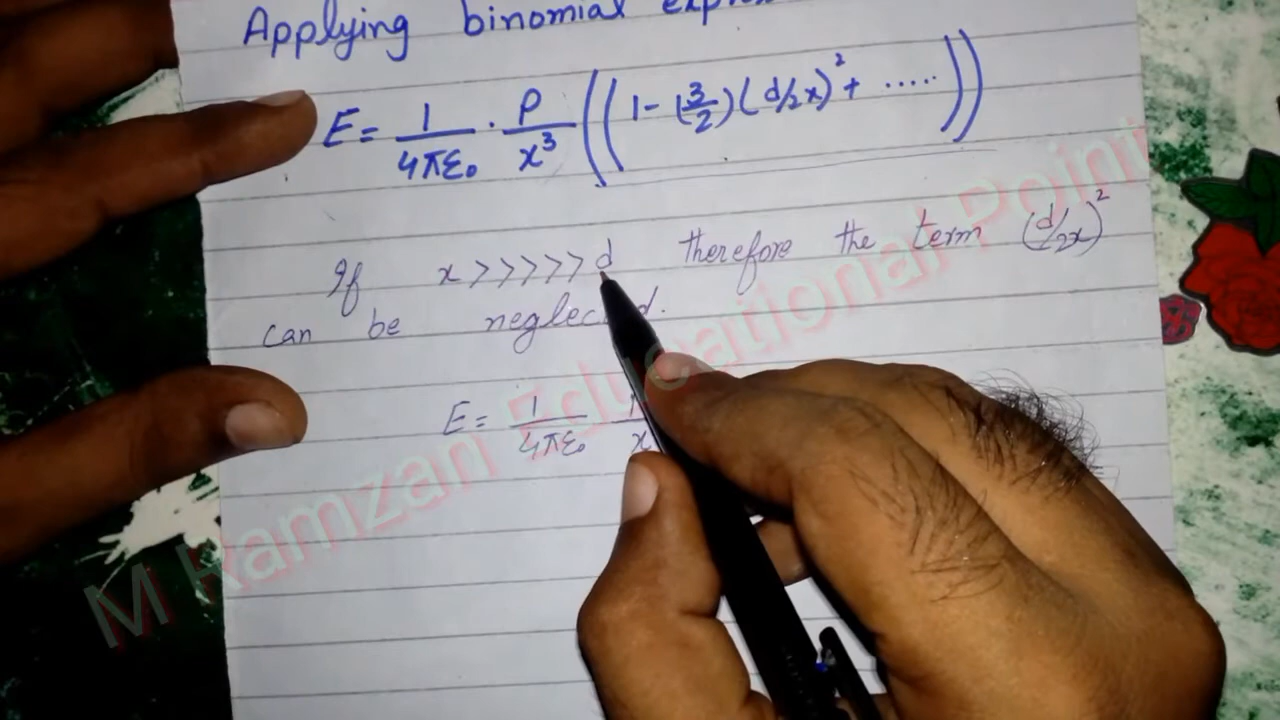 Applying binomial
E = 1/4πε₀ · P/x³ ((1 - (3/2)(d/2x)² + .....))
If x >>>>> d therefore the term (d/2x)²
can be
E = 1/4πε₀
M Ramzan Educational Point